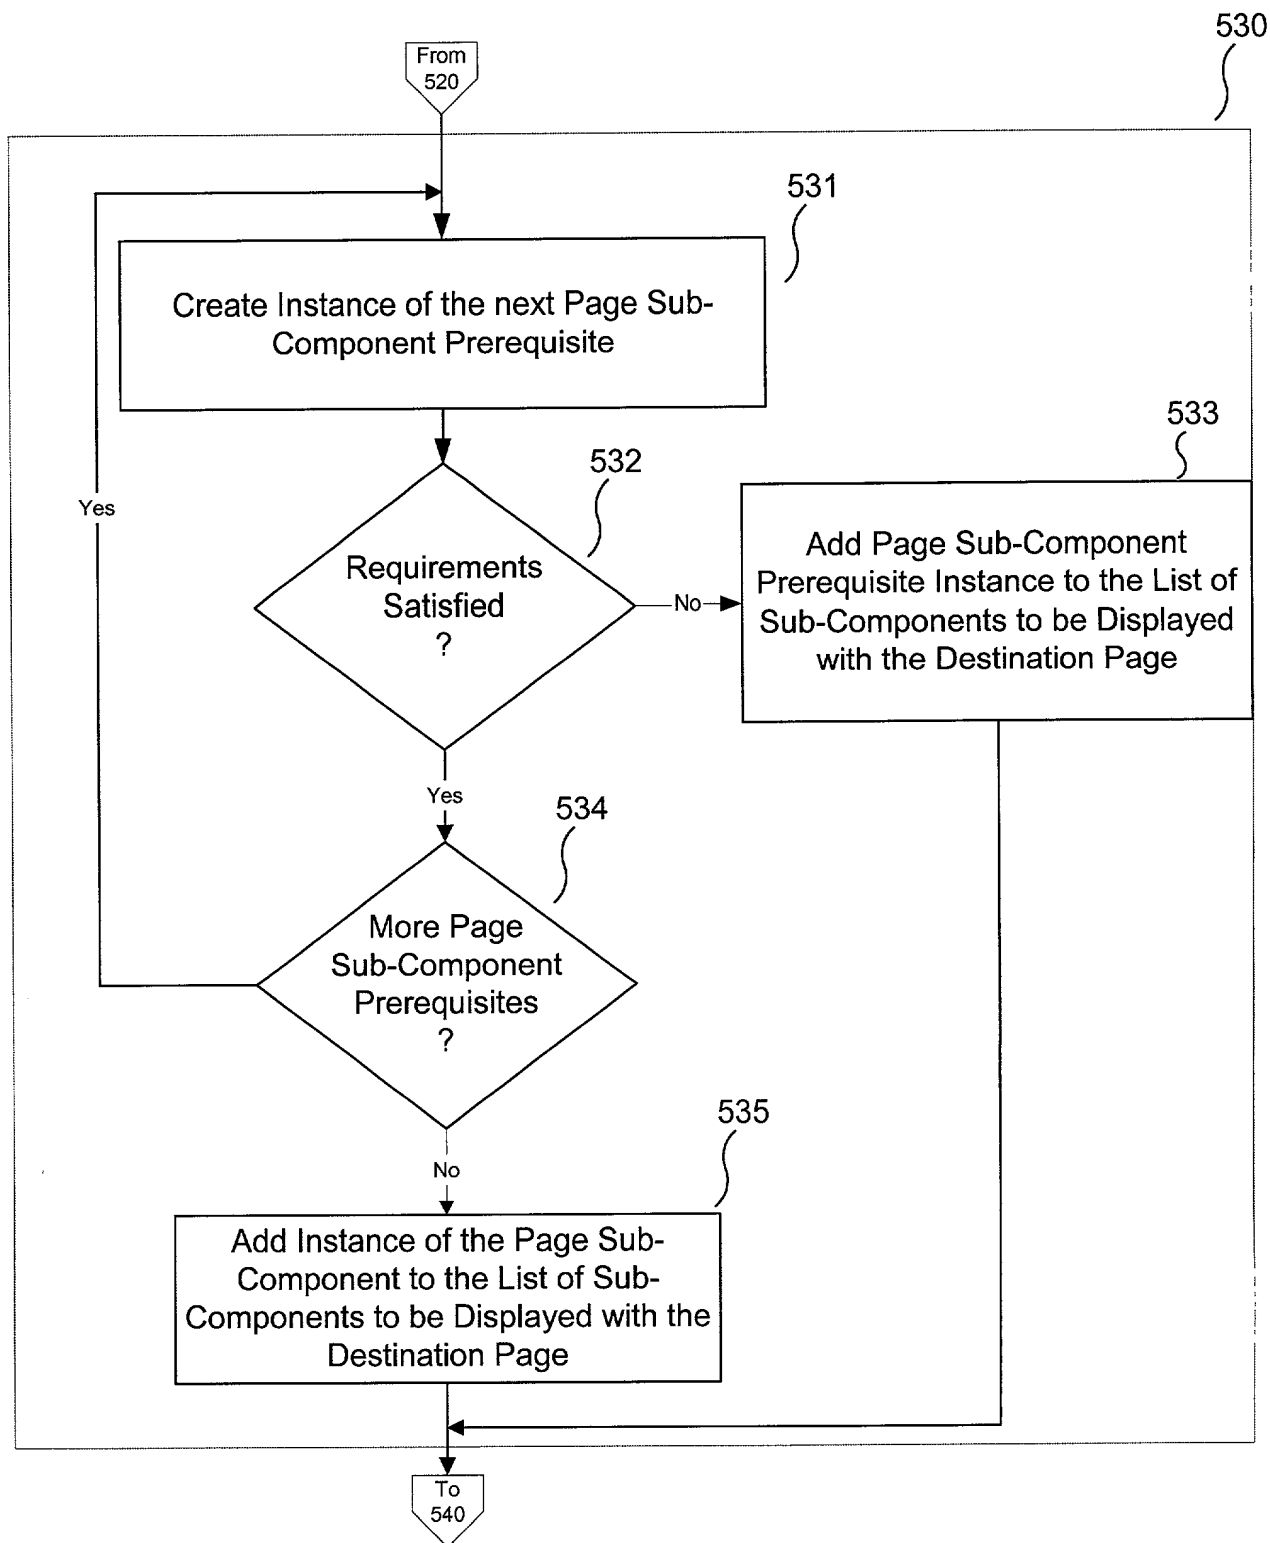 530
From
520
531
Create Instance of the next Page Sub-
Component Prerequisite
532
533
Yes
Requirements
Satisfied
?
No
Add Page Sub-Component
Prerequisite Instance to the List of
Sub-Components to be Displayed
with the Destination Page
Yes
534
More Page
Sub-Component
Prerequisites
?
No
535
Add Instance of the Page Sub-
Component to the List of Sub-
Components to be Displayed with the
Destination Page
To
540